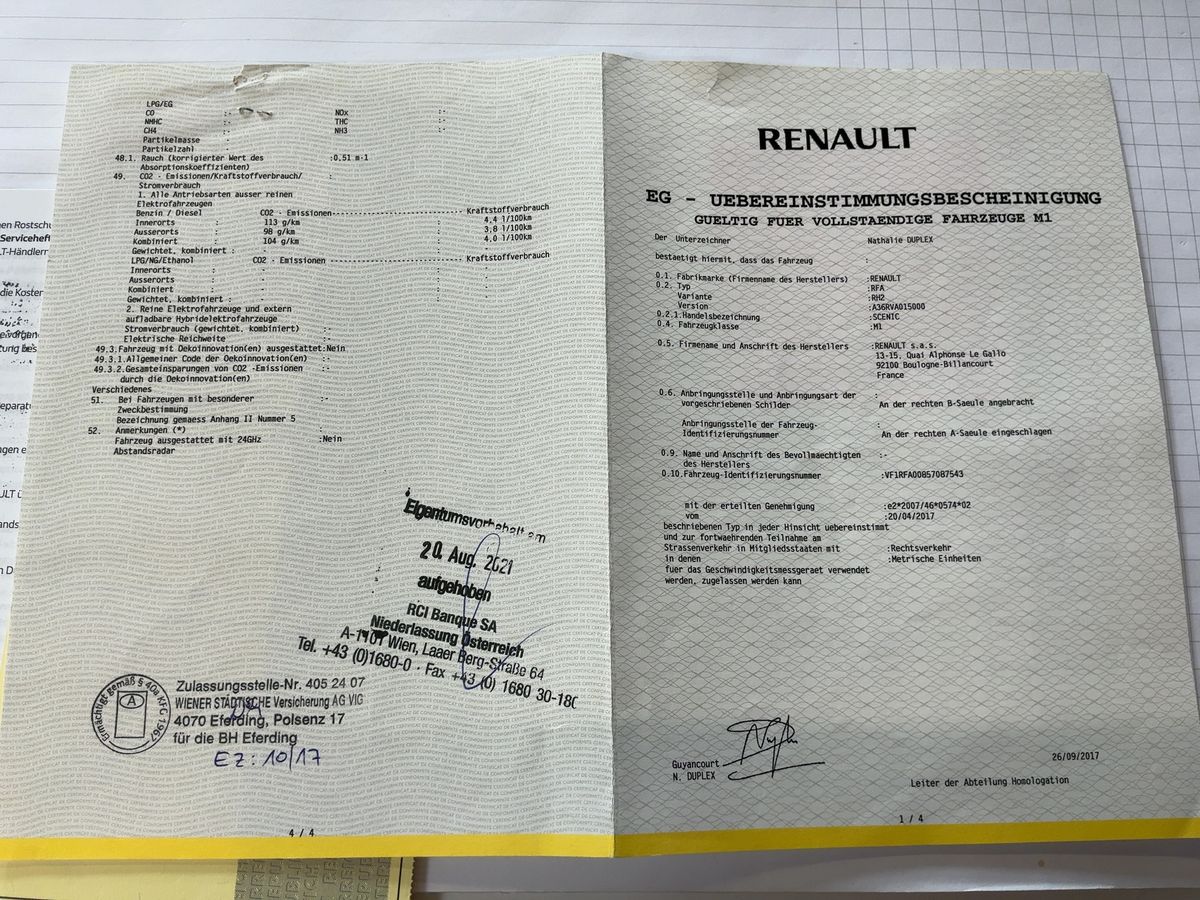 LPG/EG
CO :- NOx :-
NMHC : THC :
CH4 : NH3 :
Partikelmasse :
Partikelzahl :
48.1. Rauch (korrigierter Wert des :0.51 m-1
Absorptionskoeffizienten)
49. CO2 - Emissionen/Kraftstoffverbrauch/ :
Stromverbrauch
1. Alle Antriebsarten ausser reinen
Elektrofahrzeugen
Benzin / Diesel CO2 - Emissionen Kraftstoffverbrauch
Innerorts : 113 g/km 4,4 l/100km
Ausserorts : 98 g/km 3,8 l/100km
Kombiniert : 104 g/km 4,0 l/100km
Gewichtet, kombiniert :
LPG/NG/Ethanol CO2 - Emissionen Kraftstoffverbrauch
Innerorts :
Ausserorts :
Kombiniert :
Gewichtet, kombiniert :
2. Reine Elektrofahrzeuge und extern
aufladbare Hybridelektrofahrzeuge
Stromverbrauch (gewichtet, kombiniert) :-
Elektrische Reichweite :-
49.3.Fahrzeug mit Oekoinnovation(en) ausgestattet:Nein
49.3.1.Allgemeiner Code der Oekoinnovation(en) :-
49.3.2.Gesamteinsparungen von CO2 -Emissionen :-
durch die Oekoinnovation(en)
Verschiedenes
51. Bei Fahrzeugen mit besonderer :-
Zweckbestimmung
Bezeichnung gemaess Anhang II Nummer 5
52. Anmerkungen (*)
Fahrzeug ausgestattet mit 24GHz :Nein
Abstandsradar
Eigentumsvorbehalt am
20. Aug. 2021
aufgehoben
RCI Banque SA
Niederlassung Österreich
A-1101 Wien, Laaer Berg-Straße 64
Tel. +43 (0)1680-0 · Fax +43 (0) 1680 30-180
Ermächtigt gemäß § 40a KFG 1967
A
Zulassungsstelle-Nr. 405 24 07
WIENER STÄDTISCHE Versicherung AG VIG
4070 Eferding, Polsenz 17
für die BH Eferding
EZ: 10/17
4 / 4
RENAULT
EG - UEBEREINSTIMMUNGSBESCHEINIGUNG
GUELTIG FUER VOLLSTAENDIGE FAHRZEUGE M1
Der Unterzeichner Nathalie DUPLEX
bestaetigt hiermit, dass das Fahrzeug :
0.1. Fabrikmarke (Firmenname des Herstellers) :RENAULT
0.2. Typ :RFA
Variante :RH2
Version :A36RVA015000
0.2.1.Handelsbezeichnung :SCENIC
0.4. Fahrzeugklasse :M1
0.5. Firmenname und Anschrift des Herstellers :RENAULT s.a.s.
13-15, Quai Alphonse Le Gallo
92100 Boulogne-Billancourt
France
0.6. Anbringungsstelle und Anbringungsart der :
vorgeschriebenen Schilder An der rechten B-Saeule angebracht
Anbringungsstelle der Fahrzeug- :
Identifizierungsnummer An der rechten A-Saeule eingeschlagen
0.9. Name und Anschrift des Bevollmaechtigten :-
des Herstellers
0.10.Fahrzeug-Identifizierungsnummer :VF1RFA00857087543
mit der erteilten Genehmigung :e2*2007/46*0574*02
vom :20/04/2017
beschriebenen Typ in jeder Hinsicht uebereinstimmt
und zur fortwaehrenden Teilnahme am
Strassenverkehr in Mitgliedsstaaten mit :Rechtsverkehr
in denen :Metrische Einheiten
fuer das Geschwindigkeitsmessgeraet verwendet
werden, zugelassen werden kann
Guyancourt
N. DUPLEX
26/09/2017
Leiter der Abteilung Homologation
1 / 4